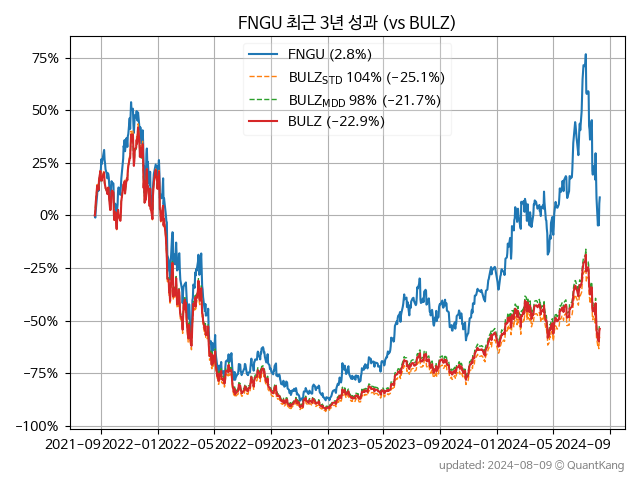 FNGU 최근 3년 성과 (vs BULZ)
75%
50%
25%
0%
−25%
−50%
−75%
−100%
FNGU (2.8%)
BULZSTD 104% (−25.1%)
BULZMDD 98% (−21.7%)
BULZ (−22.9%)
2021-09 2022-01 2022-05 2022-09 2023-01 2023-05 2023-09 2024-01 2024-05 2024-09
updated: 2024-08-09 © QuantKang